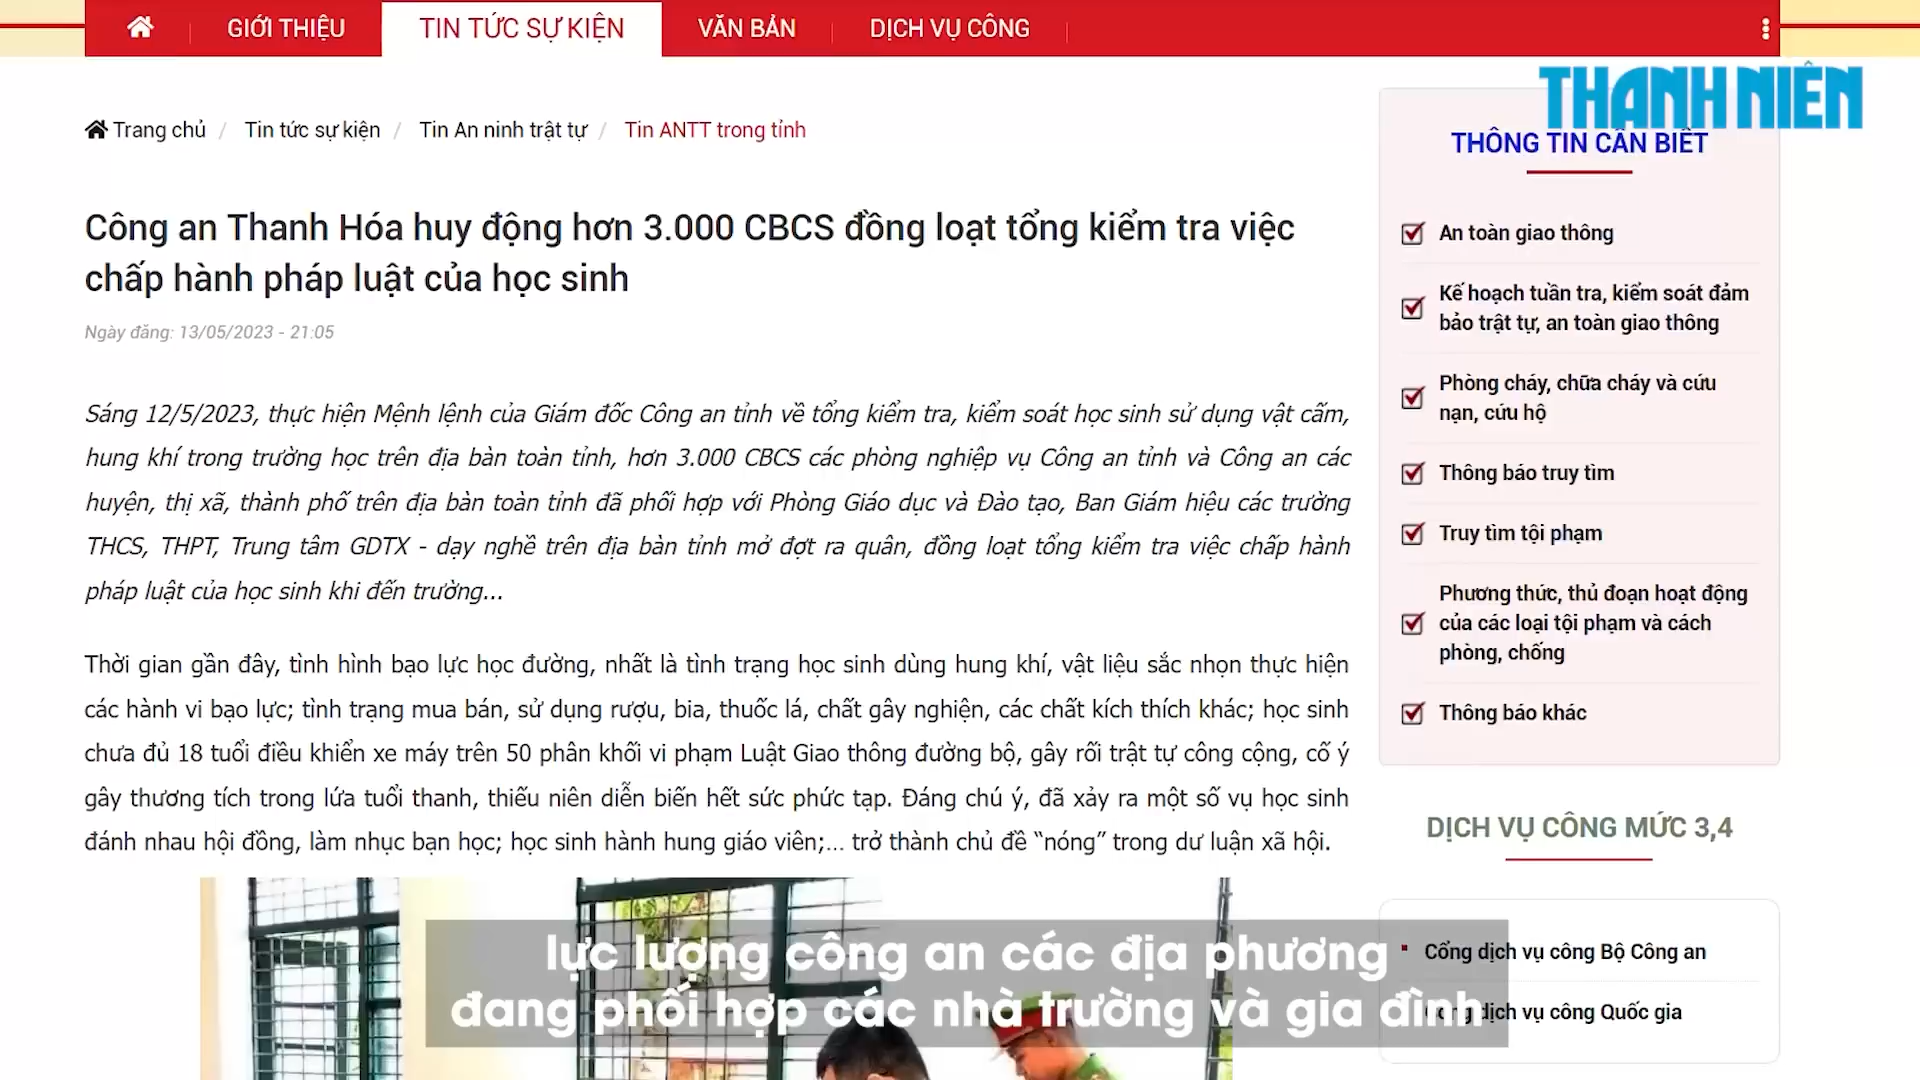 GIỚI THIỆU
TIN TỨC SỰ KIỆN
VĂN BẢN
DỊCH VỤ CÔNG
THANH NIÊN
Trang chủ / Tin tức sự kiện / Tin An ninh trật tự / Tin ANTT trong tỉnh
Công an Thanh Hóa huy động hơn 3.000 CBCS đồng loạt tổng kiểm tra việc
chấp hành pháp luật của học sinh
Ngày đăng: 13/05/2023 - 21:05
Sáng 12/5/2023, thực hiện Mệnh lệnh của Giám đốc Công an tỉnh về tổng kiểm tra, kiểm soát học sinh sử dụng vật cấm,
hung khí trong trường học trên địa bàn toàn tỉnh, hơn 3.000 CBCS các phòng nghiệp vụ Công an tỉnh và Công an các
huyện, thị xã, thành phố trên địa bàn toàn tỉnh đã phối hợp với Phòng Giáo dục và Đào tạo, Ban Giám hiệu các trường
THCS, THPT, Trung tâm GDTX - dạy nghề trên địa bàn tỉnh mở đợt ra quân, đồng loạt tổng kiểm tra việc chấp hành
pháp luật của học sinh khi đến trường...
Thời gian gần đây, tình hình bạo lực học đường, nhất là tình trạng học sinh dùng hung khí, vật liệu sắc nhọn thực hiện
các hành vi bạo lực; tình trạng mua bán, sử dụng rượu, bia, thuốc lá, chất gây nghiện, các chất kích thích khác; học sinh
chưa đủ 18 tuổi điều khiển xe máy trên 50 phân khối vi phạm Luật Giao thông đường bộ, gây rối trật tự công cộng, cố ý
gây thương tích trong lứa tuổi thanh, thiếu niên diễn biến hết sức phức tạp. Đáng chú ý, đã xảy ra một số vụ học sinh
đánh nhau hội đồng, làm nhục bạn học; học sinh hành hung giáo viên;... trở thành chủ đề “nóng” trong dư luận xã hội.
lực lượng công an các địa phương
đang phối hợp các nhà trường và gia đình
THÔNG TIN CẦN BIẾT
An toàn giao thông
Kế hoạch tuần tra, kiểm soát đảm
bảo trật tự, an toàn giao thông
Phòng cháy, chữa cháy và cứu
nạn, cứu hộ
Thông báo truy tìm
Truy tìm tội phạm
Phương thức, thủ đoạn hoạt động
của các loại tội phạm và cách
phòng, chống
Thông báo khác
DỊCH VỤ CÔNG MỨC 3,4
Cổng dịch vụ công Bộ Công an
Cổng dịch vụ công Quốc gia